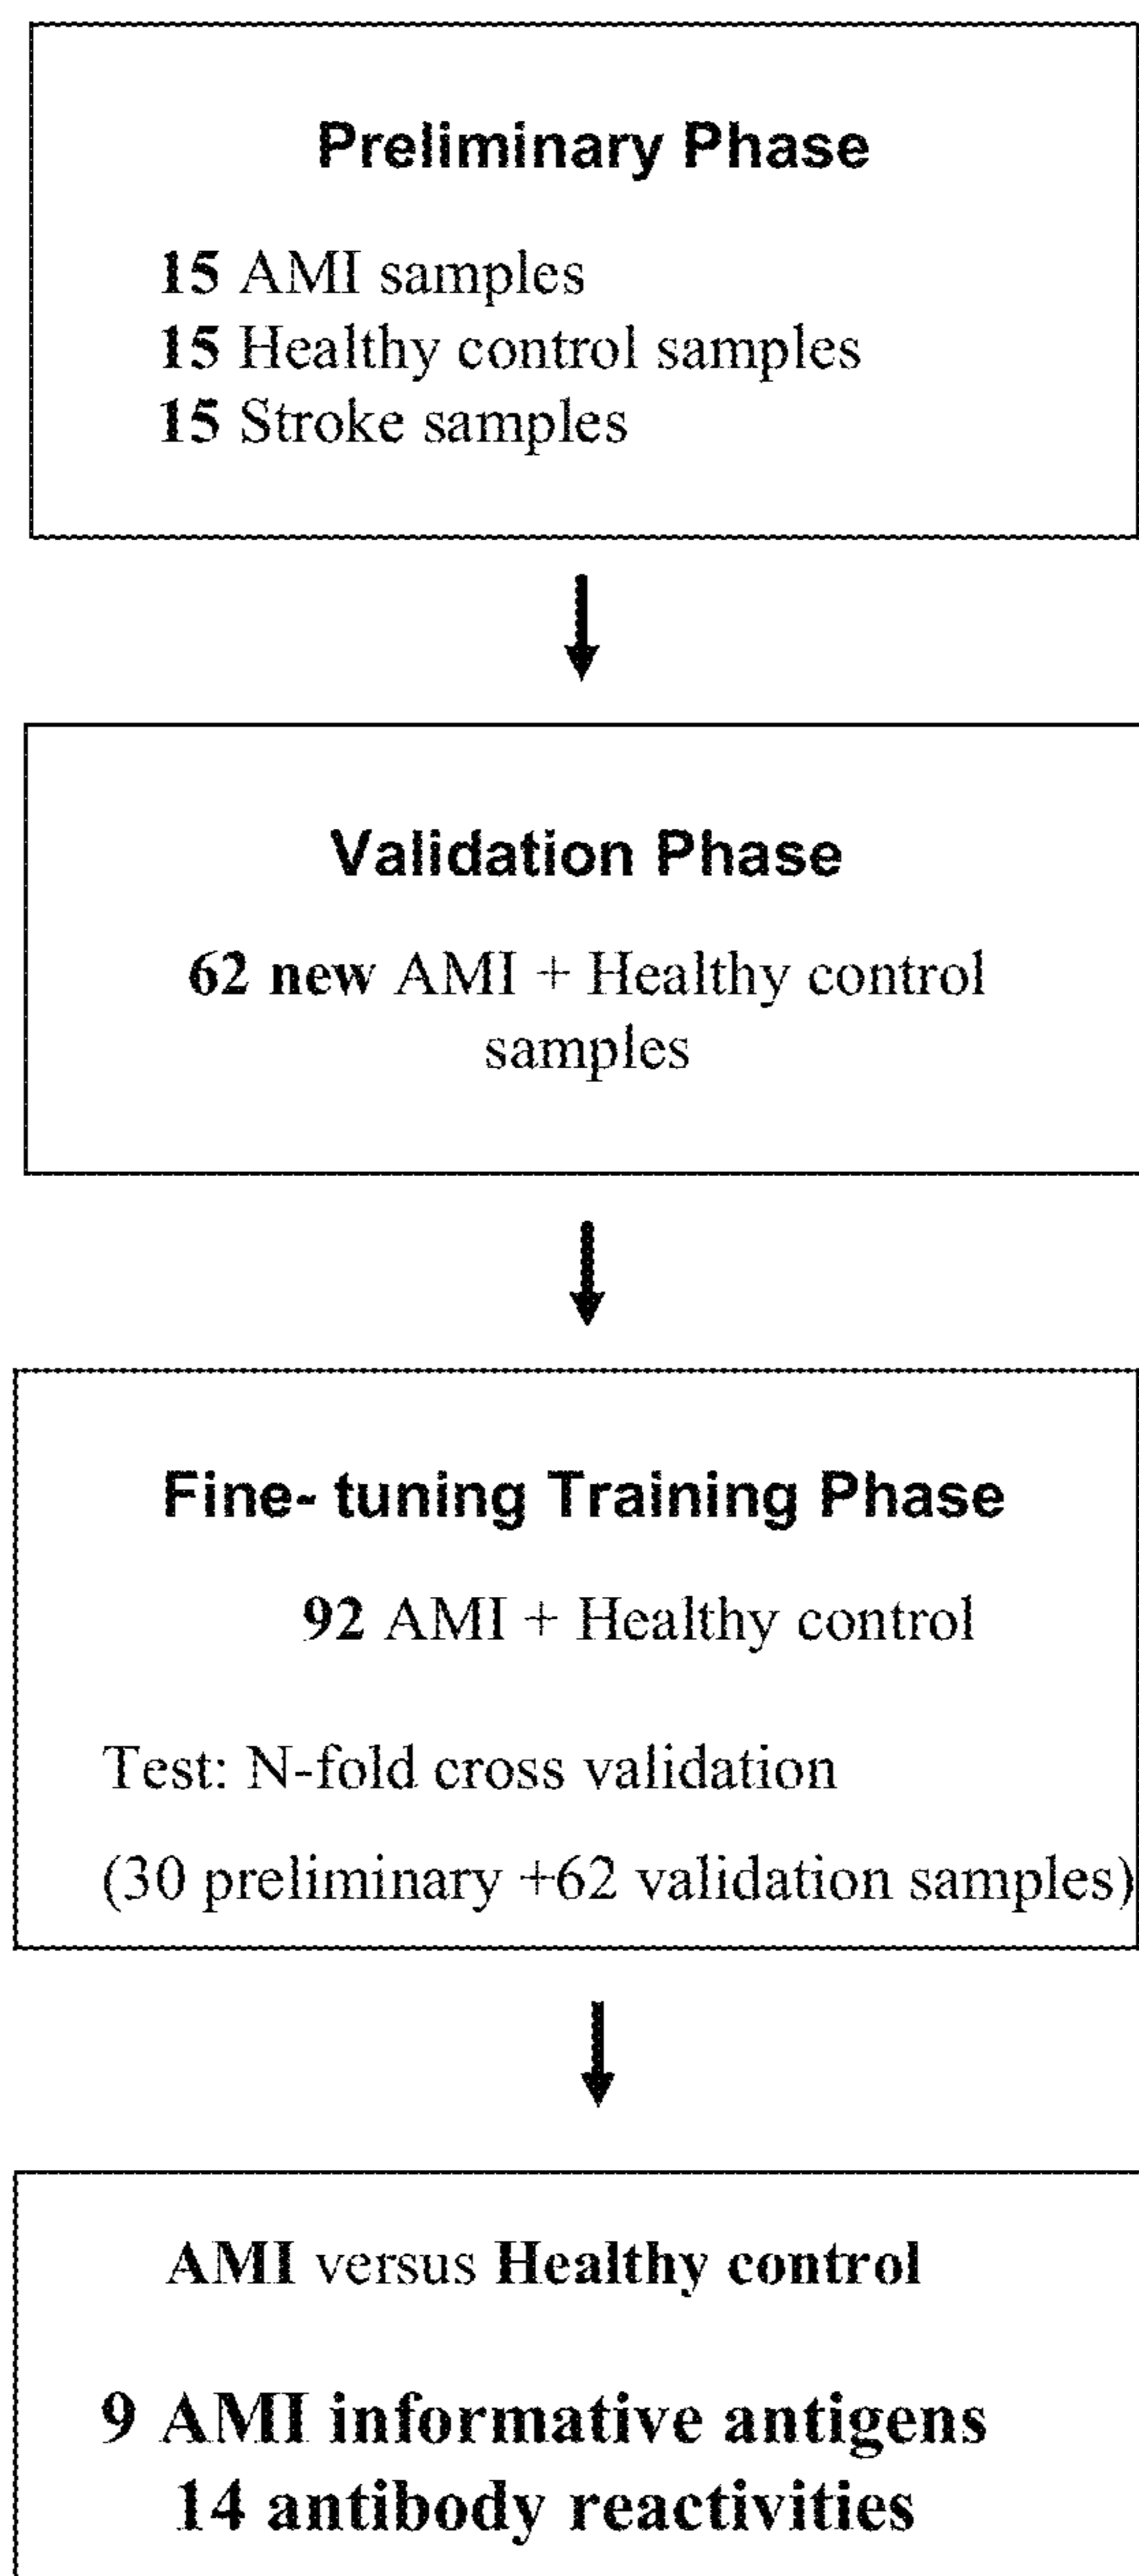 Preliminary Phase
15 AMI samples
15 Healthy control samples
15 Stroke samples
Validation Phase
62 new AMI + Healthy control
samples
Fine- tuning Training Phase
92 AMI + Healthy control
Test: N-fold cross validation
(30 preliminary +62 validation samples)
AMI versus Healthy control
9 AMI informative antigens
14 antibody reactivities